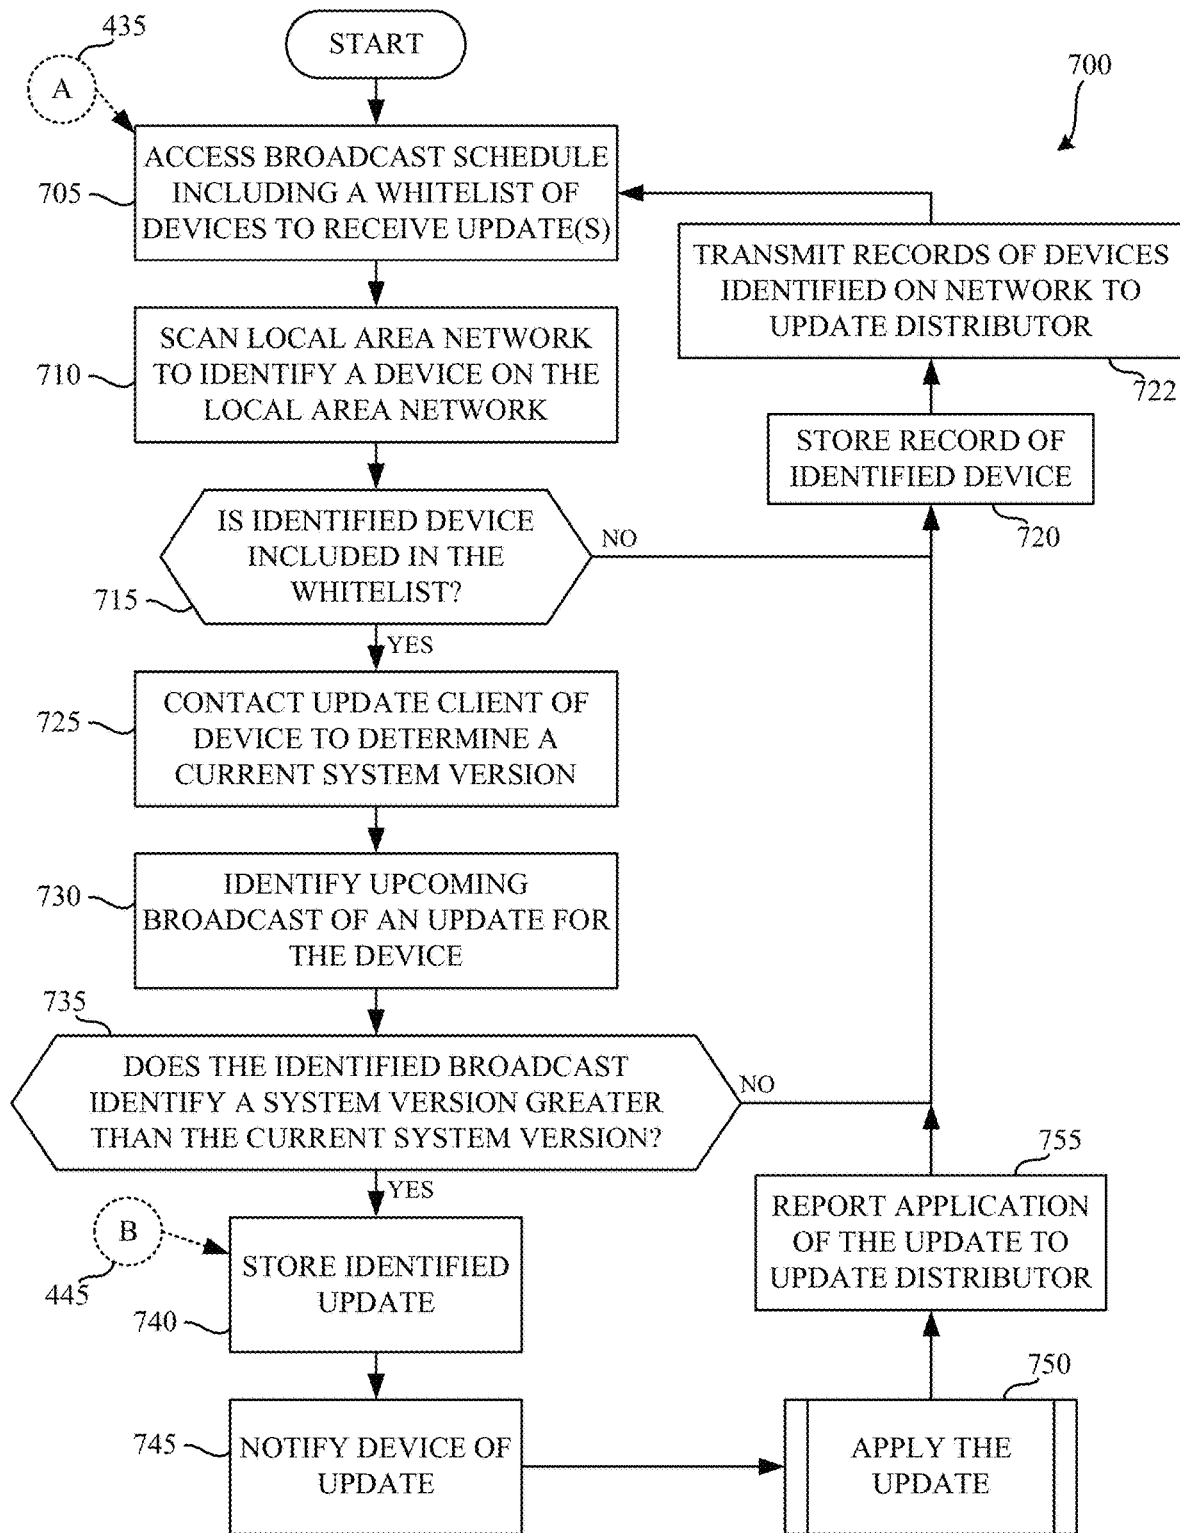 435
START
A
700
ACCESS BROADCAST SCHEDULE
INCLUDING A WHITELIST OF
DEVICES TO RECEIVE UPDATE(S)
705
TRANSMIT RECORDS OF DEVICES
IDENTIFIED ON NETWORK TO
UPDATE DISTRIBUTOR
722
SCAN LOCAL AREA NETWORK
TO IDENTIFY A DEVICE ON THE
LOCAL AREA NETWORK
710
STORE RECORD OF
IDENTIFIED DEVICE
720
IS IDENTIFIED DEVICE
INCLUDED IN THE
WHITELIST?
NO
715
YES
CONTACT UPDATE CLIENT OF
DEVICE TO DETERMINE A
CURRENT SYSTEM VERSION
725
IDENTIFY UPCOMING
BROADCAST OF AN UPDATE FOR
THE DEVICE
730
735
DOES THE IDENTIFIED BROADCAST
IDENTIFY A SYSTEM VERSION GREATER
THAN THE CURRENT SYSTEM VERSION?
NO
YES
755
REPORT APPLICATION
OF THE UPDATE TO
UPDATE DISTRIBUTOR
B
445
STORE IDENTIFIED
UPDATE
740
750
745
NOTIFY DEVICE OF
UPDATE
APPLY THE
UPDATE